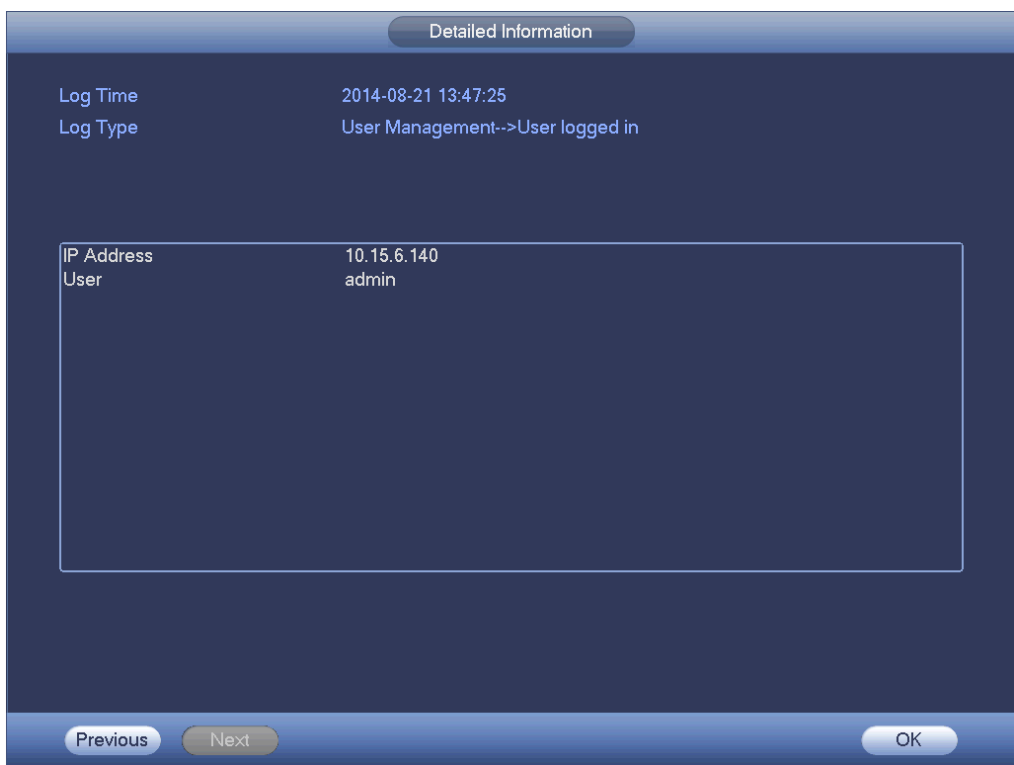 Detailed Information
Log Time 2014-08-21 13:47:25
Log Type User Management-->User logged in
IP Address 10.15.6.140
User admin
Previous Next OK